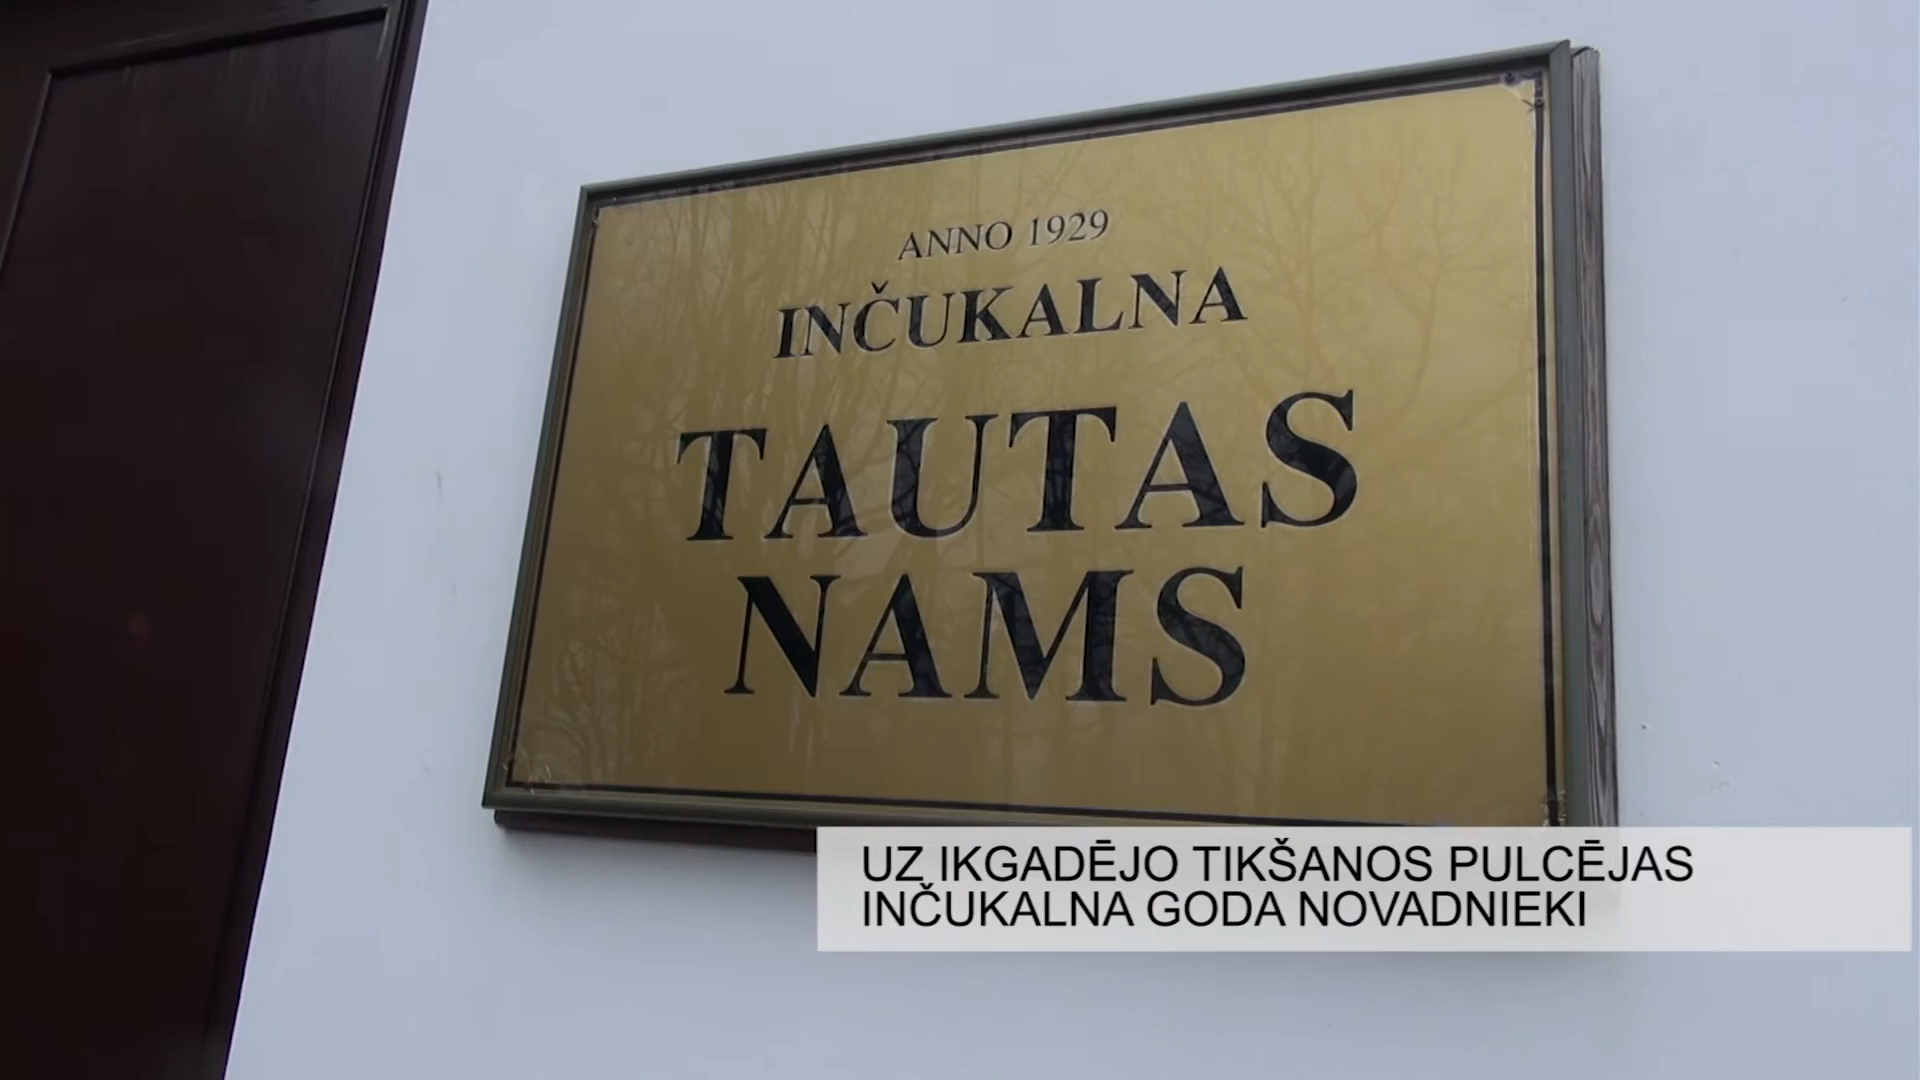 ANNO 1929
INČUKALNA
TAUTAS
NAMS
UZ IKGADĒJO TIKŠANOS PULCĒJAS
INČUKALNA GODA NOVADNIEKI